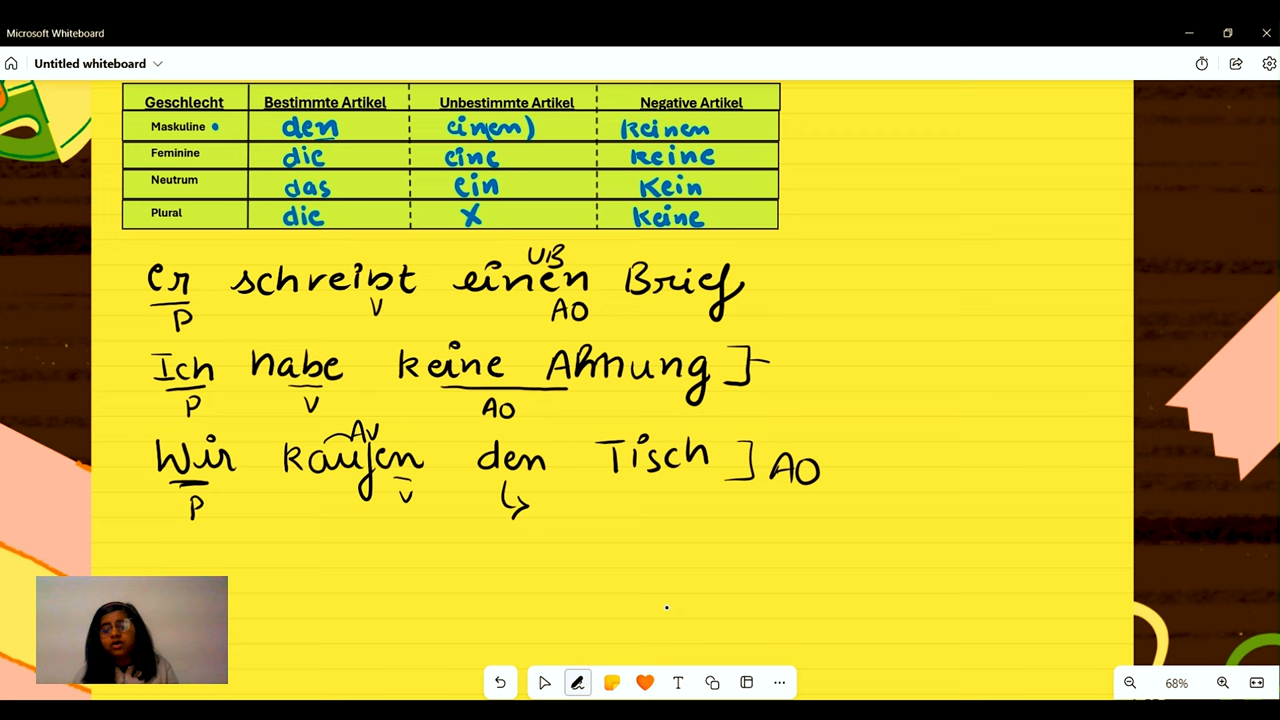 Microsoft Whiteboard
Untitled whiteboard
Geschlecht Bestimmte Artikel Unbestimmte Artikel Negative Artikel
Maskuline den ein(en) keinen
Feminine die eine keine
Neutrum das ein Kein
Plural die X keine
UB
Er schreibt einen Brief
P V AO
Ich habe keine Ahnung
P V AO
AV
Wir kaufen den Tisch ] AO
P V
68%